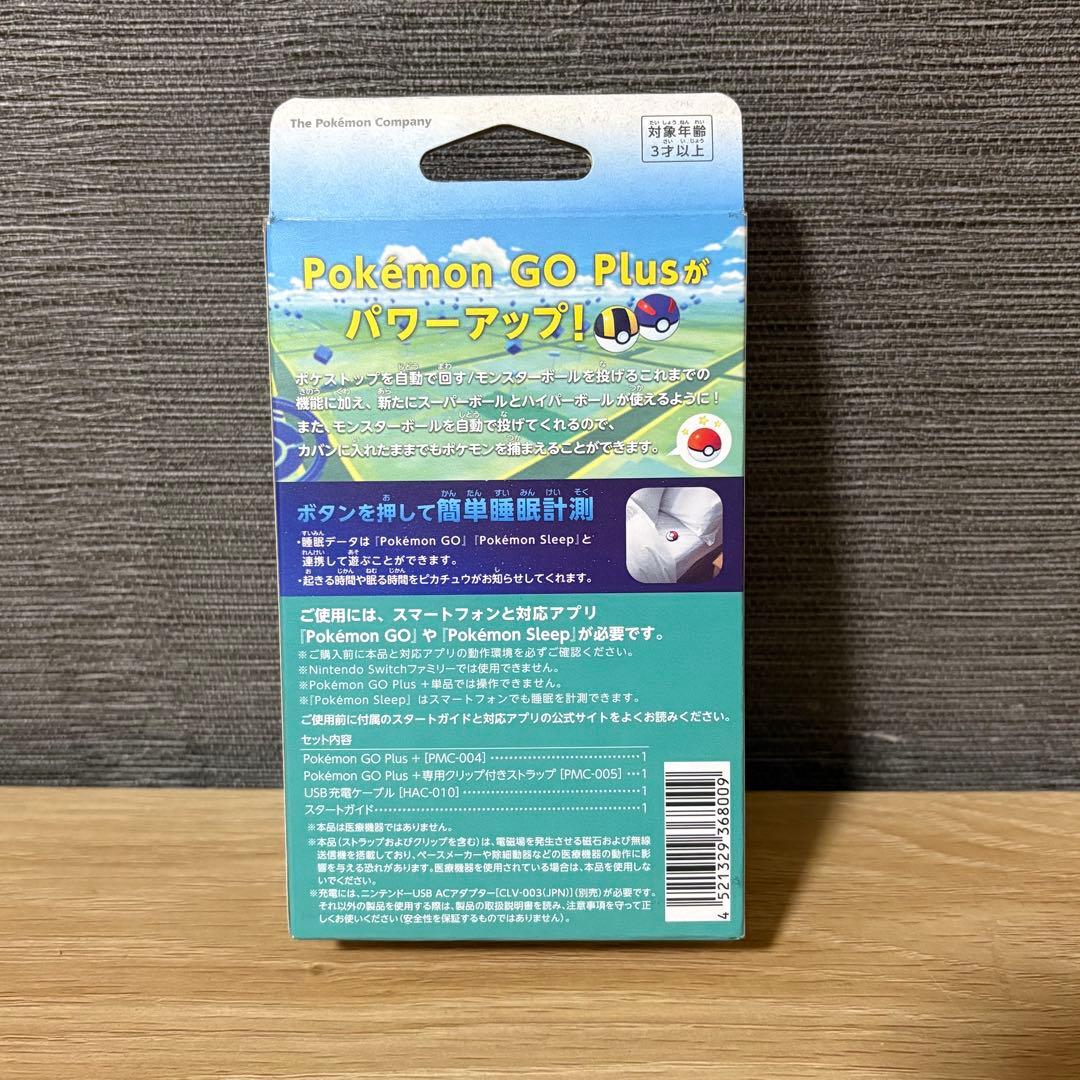 The Pokémon Company
対象年齢
3才以上
Pokémon GO Plusが
パワーアップ!
ポケストップを自動で回す/モンスターボールを投げるこれまでの
機能に加え、新たにスーパーボールとハイパーボールが使えるように!
また、モンスターボールを自動で投げてくれるので、
カバンに入れたままでもポケモンを捕まえることができます。
ボタンを押して簡単睡眠計測
・睡眠データは『Pokémon GO』『Pokémon Sleep』と
連携して遊ぶことができます。
・起きる時間や眠る時間をピカチュウがお知らせしてくれます。
ご使用には、スマートフォンと対応アプリ
『Pokémon GO』や『Pokémon Sleep』が必要です。
※ご購入前に本品と対応アプリの動作環境を必ずご確認ください。
※Nintendo Switchファミリーでは使用できません。
※Pokémon GO Plus +単品では操作できません。
※『Pokémon Sleep』はスマートフォンでも睡眠を計測できます。
ご使用前に付属のスタートガイドと対応アプリの公式サイトをよくお読みください。
セット内容
Pokémon GO Plus + [PMC-004] ⋯⋯⋯⋯⋯⋯⋯⋯⋯1
Pokémon GO Plus +専用クリップ付きストラップ [PMC-005] ⋯1
USB充電ケーブル [HAC-010] ⋯⋯⋯⋯⋯⋯⋯⋯⋯1
スタートガイド⋯⋯⋯⋯⋯⋯⋯⋯⋯⋯⋯⋯⋯1
※本品は医療機器ではありません。
※本品(ストラップおよびクリップを含む)は、電磁場を発生させる磁石および無線
送信機を搭載しており、ペースメーカーや除細動器などの医療機器の動作に影
響を与える恐れがあります。医療機器を使用されている場合は、本品を使用しな
いでください。
※充電には、ニンテンドーUSB ACアダプター[CLV-003(JPN)](別売)が必要です。
それ以外の製品を使用する際は、製品の取扱説明書を読み、注意事項を守って正
しくお使いください(安全性を保証するものではありません)。
4 521329 368009